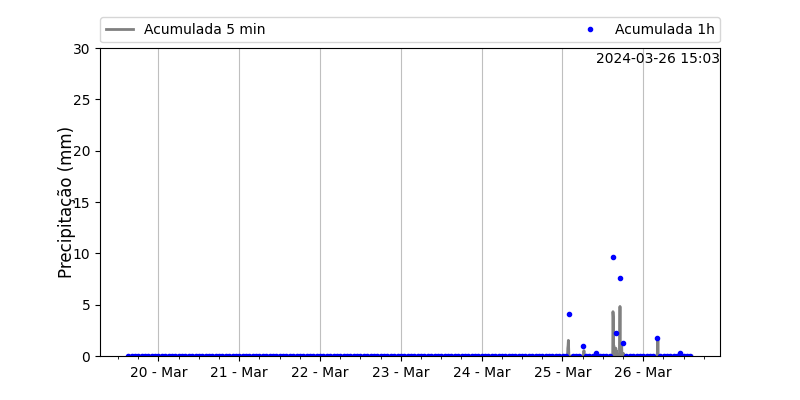 Acumulada 5 min
Acumulada 1h
2024-03-26 15:03
Precipitação (mm)
30
25
20
15
10
5
0
20 - Mar
21 - Mar
22 - Mar
23 - Mar
24 - Mar
25 - Mar
26 - Mar